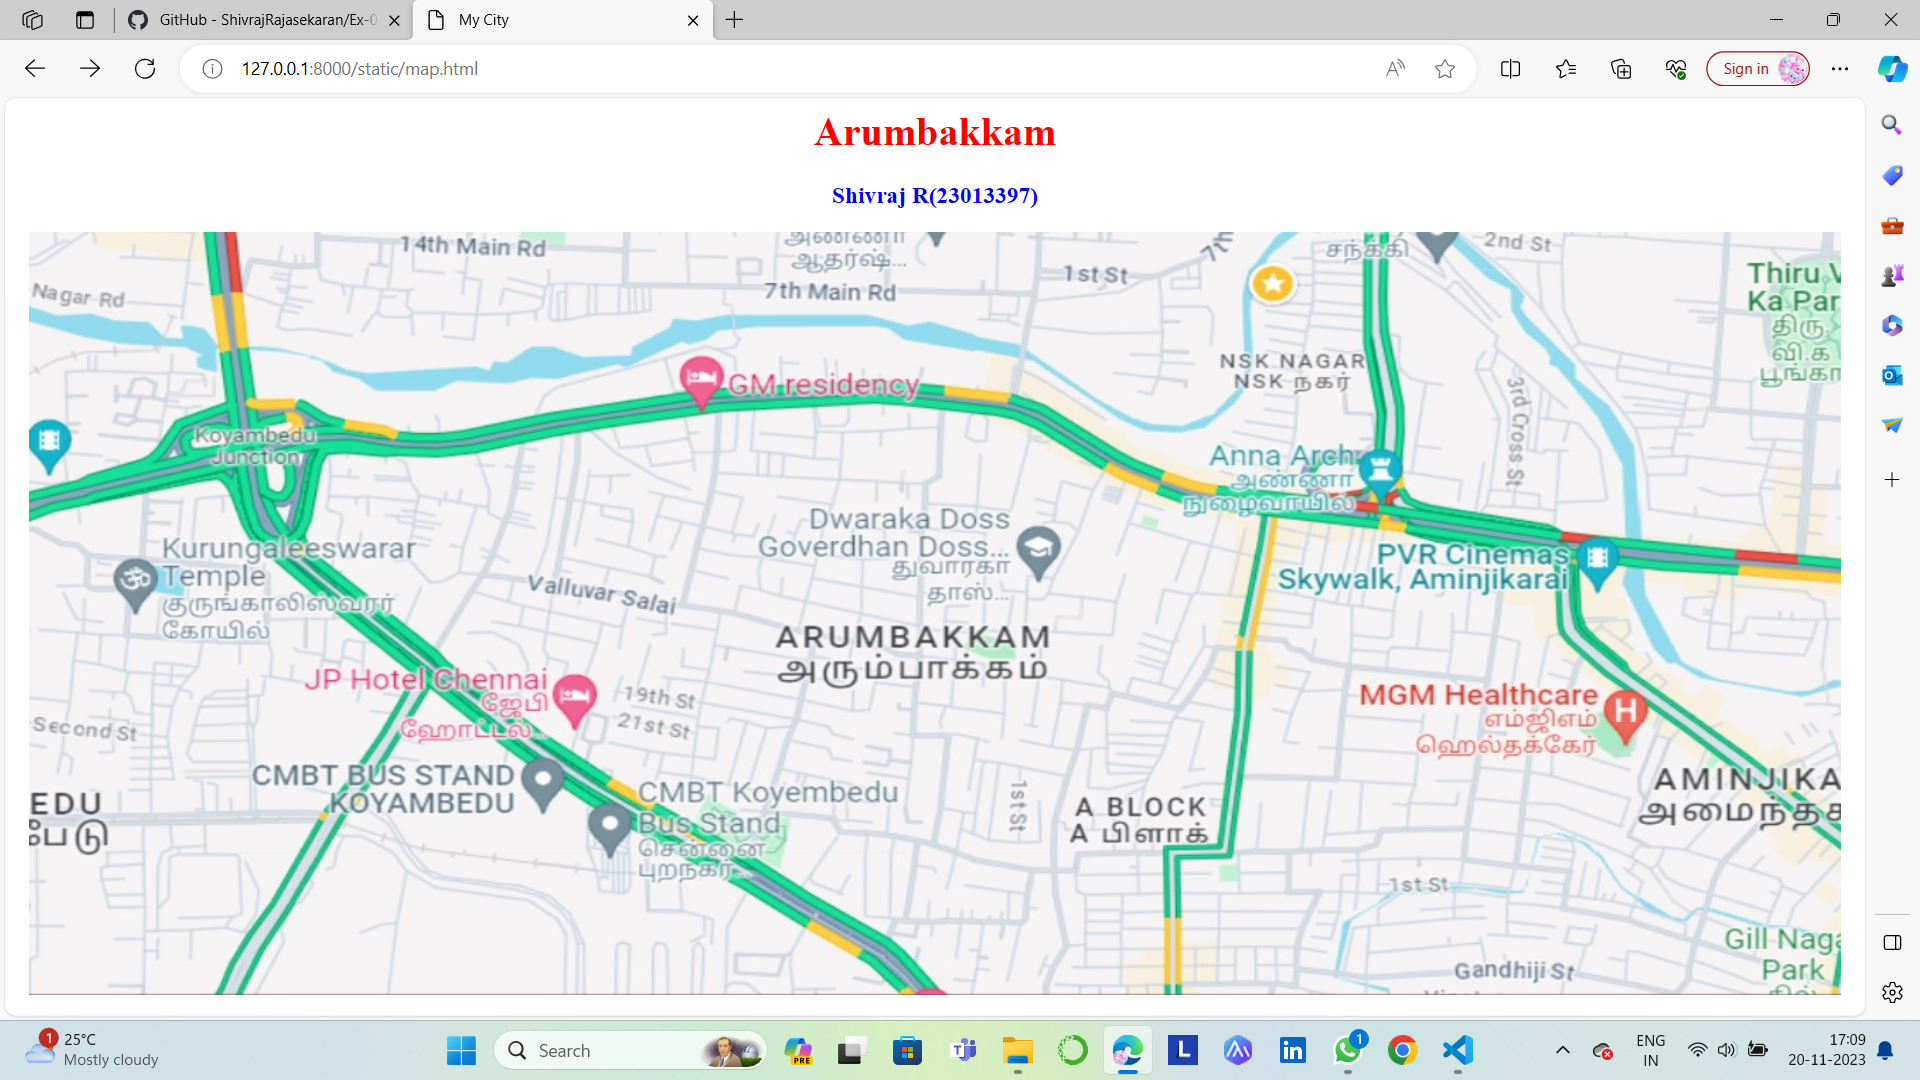 GitHub - ShivrajRajasekaran/Ex-0
My City
127.0.0.1:8000/static/map.html
Sign in
Arumbakkam
Shivraj R(23013397)
14th Main Rd
ஆதர்ஷ்...
7th Main Rd
1st St
சந்க்கி
2nd St
Nagar Rd
Thiru V
Ka Par
திரு.
வி.க
பூங்கா
NSK NAGAR
NSK நகர்
3rd Cross St
GM residency
Koyambedu
Junction
Anna Arch
அண்ணா
நுழைவாயில்
Dwaraka Doss
Goverdhan Doss...
துவாரகா
தாஸ்...
PVR Cinemas
Skywalk, Aminjikarai
Kurungaleeswarar
Temple
குருங்காலிஸ்வரர்
கோயில்
Valluvar Salai
ARUMBAKKAM
அரும்பாக்கம்
JP Hotel Chennai
ஜேபி
ஹோட்டல்...
19th St
21st St
Second St
MGM Healthcare
எம்ஜிஎம்
ஹெல்தக்கேர்
CMBT BUS STAND
KOYAMBEDU
CMBT Koyembedu
Bus Stand
சென்னை
புறநகர்...
EDU
பேடு
1st St
A BLOCK
A பிளாக்
AMINJIKA
அமைந்தக
1st St
Gill Naga
Park
Gandhiji St
1
25°C
Mostly cloudy
Search
PRE
1
ENG
IN
17:09
20-11-2023